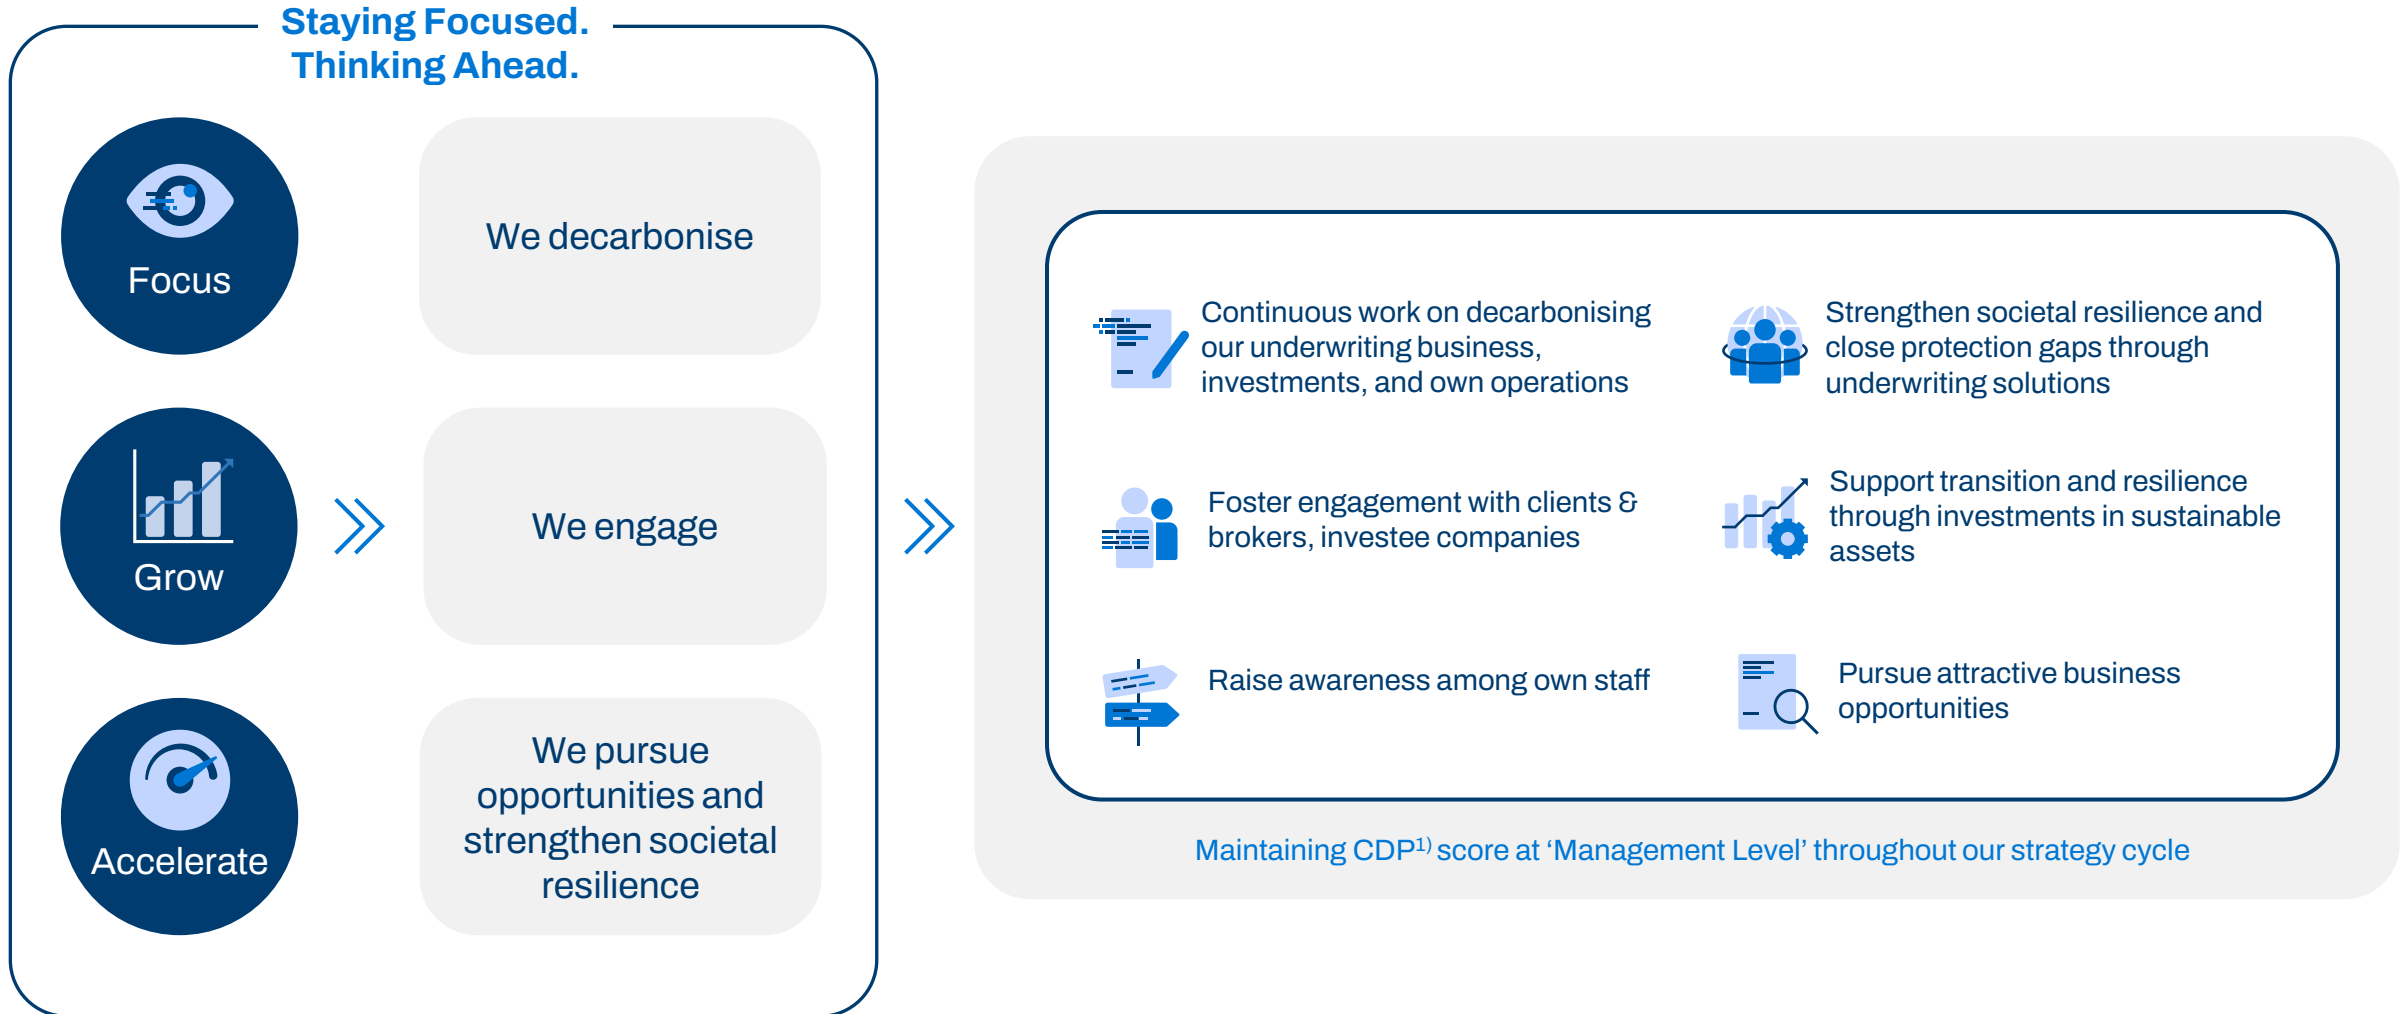 Staying Focused.
Thinking Ahead.
Focus
We decarbonise
Grow
We engage
Accelerate
We pursue
opportunities and
strengthen societal
resilience
Continuous work on decarbonising
our underwriting business,
investments, and own operations
Strengthen societal resilience and
close protection gaps through
underwriting solutions
Foster engagement with clients &
brokers, investee companies
Support transition and resilience
through investments in sustainable
assets
Raise awareness among own staff
Pursue attractive business
opportunities
Maintaining CDP¹⁾ score at ‘Management Level’ throughout our strategy cycle